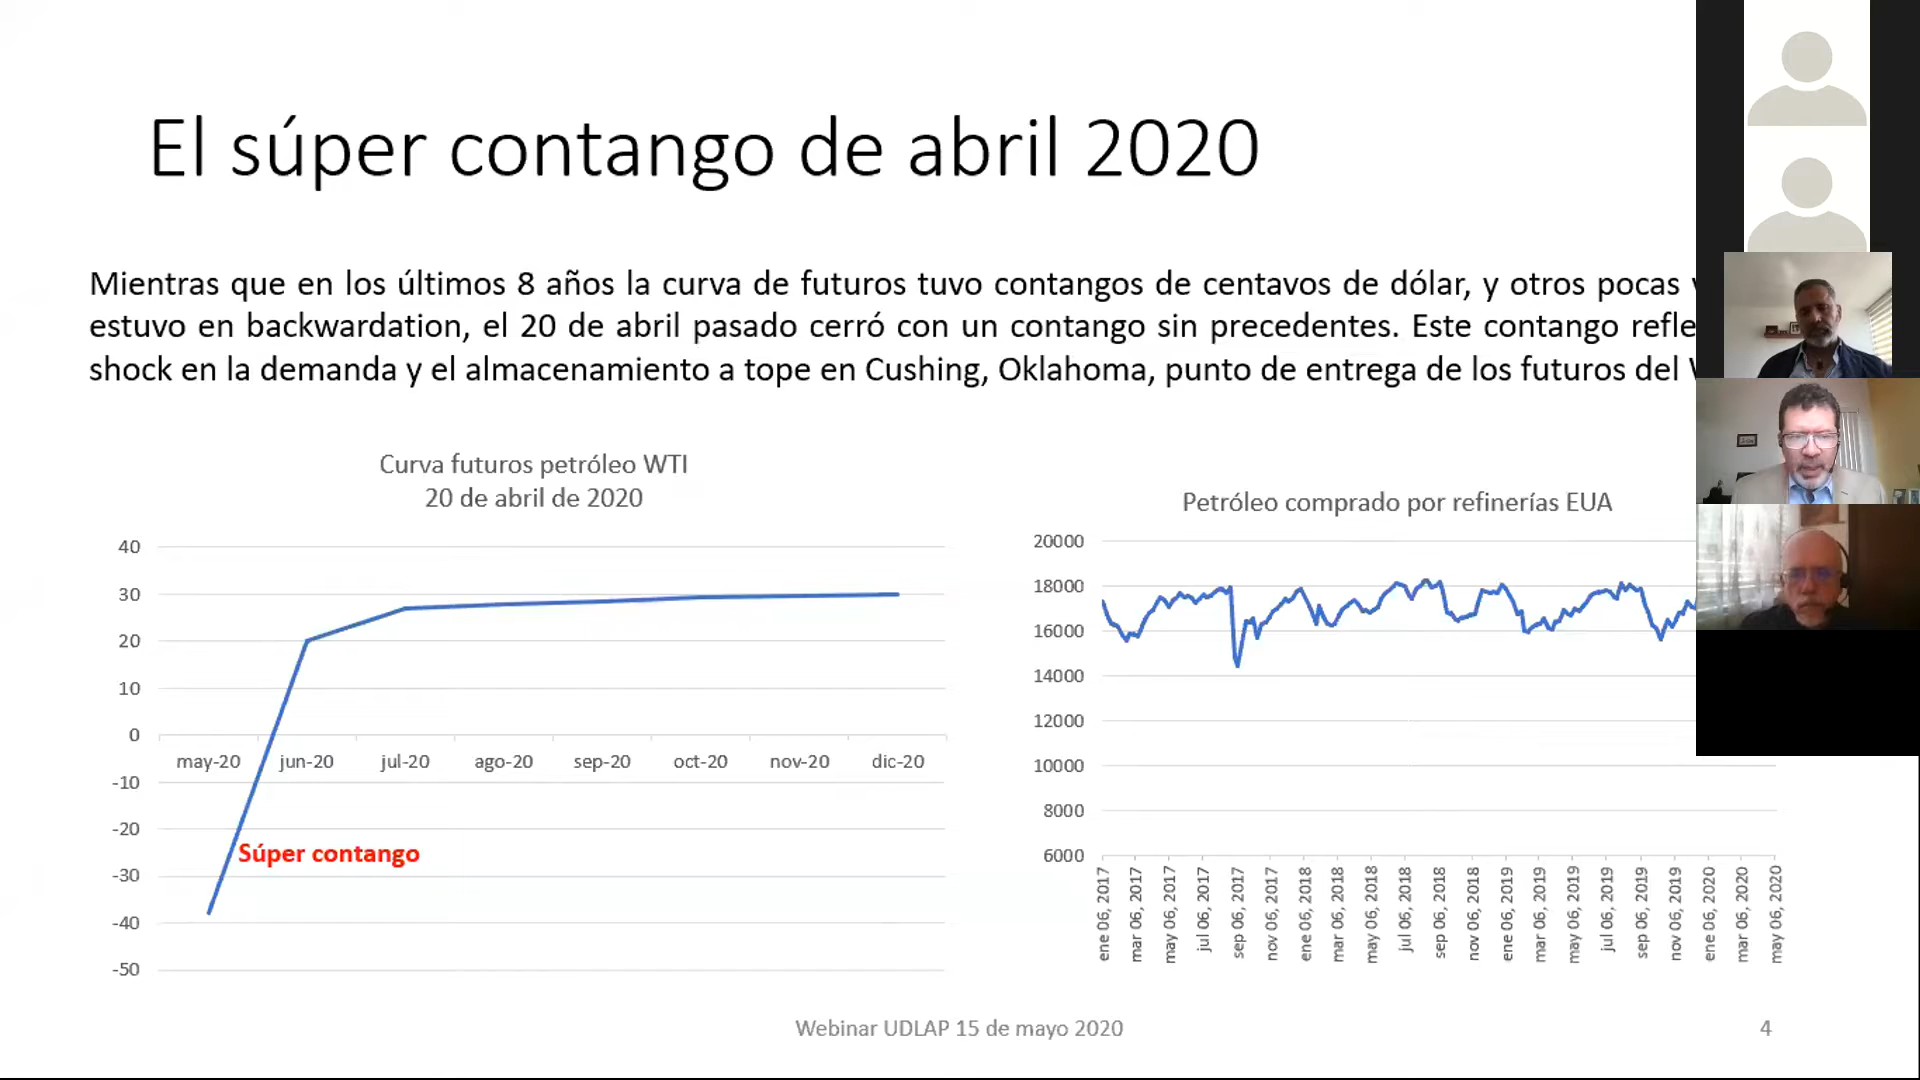 El súper contango de abril 2020
Mientras que en los últimos 8 años la curva de futuros tuvo contangos de centavos de dólar, y otros pocas
estuvo en backwardation, el 20 de abril pasado cerró con un contango sin precedentes. Este contango
shock en la demanda y el almacenamiento a tope en Cushing, Oklahoma, punto de entrega de los futuros del
Curva futuros petróleo WTI
20 de abril de 2020
40
30
20
10
0
-10
-20
-30
-40
-50
may-20 jun-20 jul-20 ago-20 sep-20 oct-20 nov-20 dic-20
Súper contango
Petróleo comprado por refinerías EUA
20000
18000
16000
14000
12000
10000
8000
6000
ene 06, 2017
mar 06, 2017
may 06, 2017
jul 06, 2017
sep 06, 2017
nov 06, 2017
ene 06, 2018
mar 06, 2018
may 06, 2018
jul 06, 2018
sep 06, 2018
nov 06, 2018
ene 06, 2019
mar 06, 2019
may 06, 2019
jul 06, 2019
sep 06, 2019
nov 06, 2019
ene 06, 2020
mar 06, 2020
may 06, 2020
Webinar UDLAP 15 de mayo 2020
4